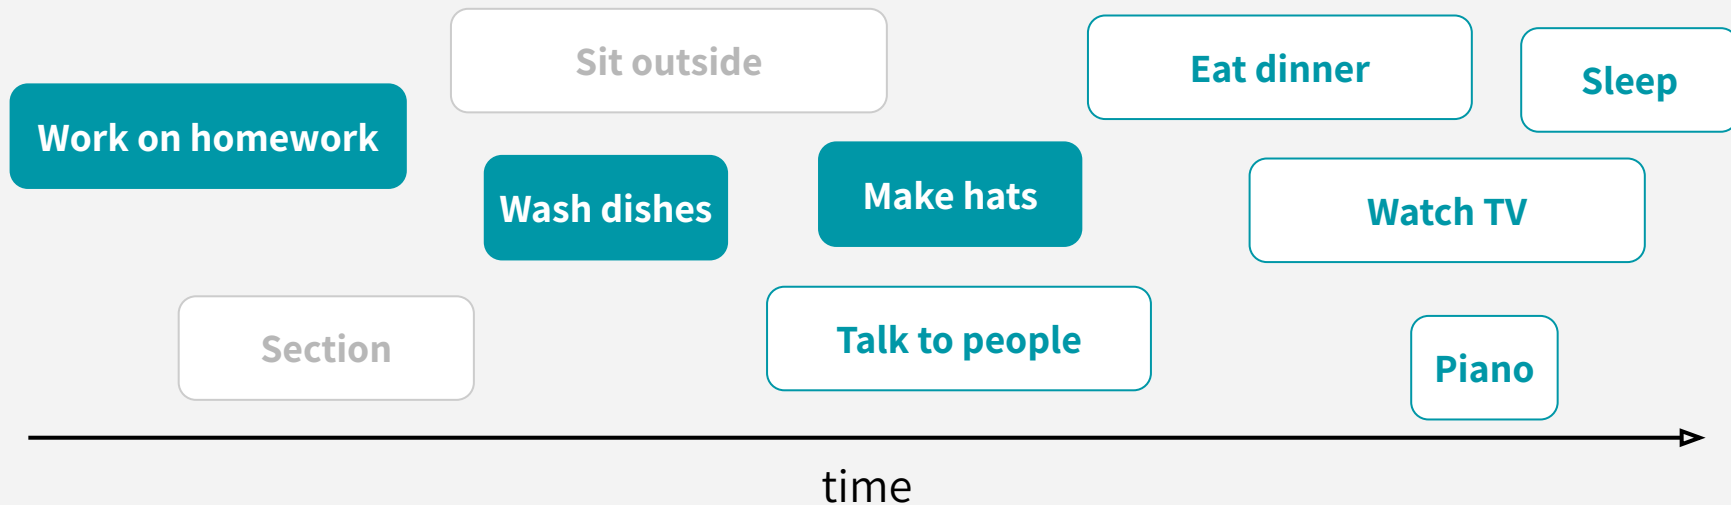 Sit outside
Eat dinner
Sleep
Work on homework
Make hats
Wash dishes
Watch TV
Section
Talk to people
Piano
time